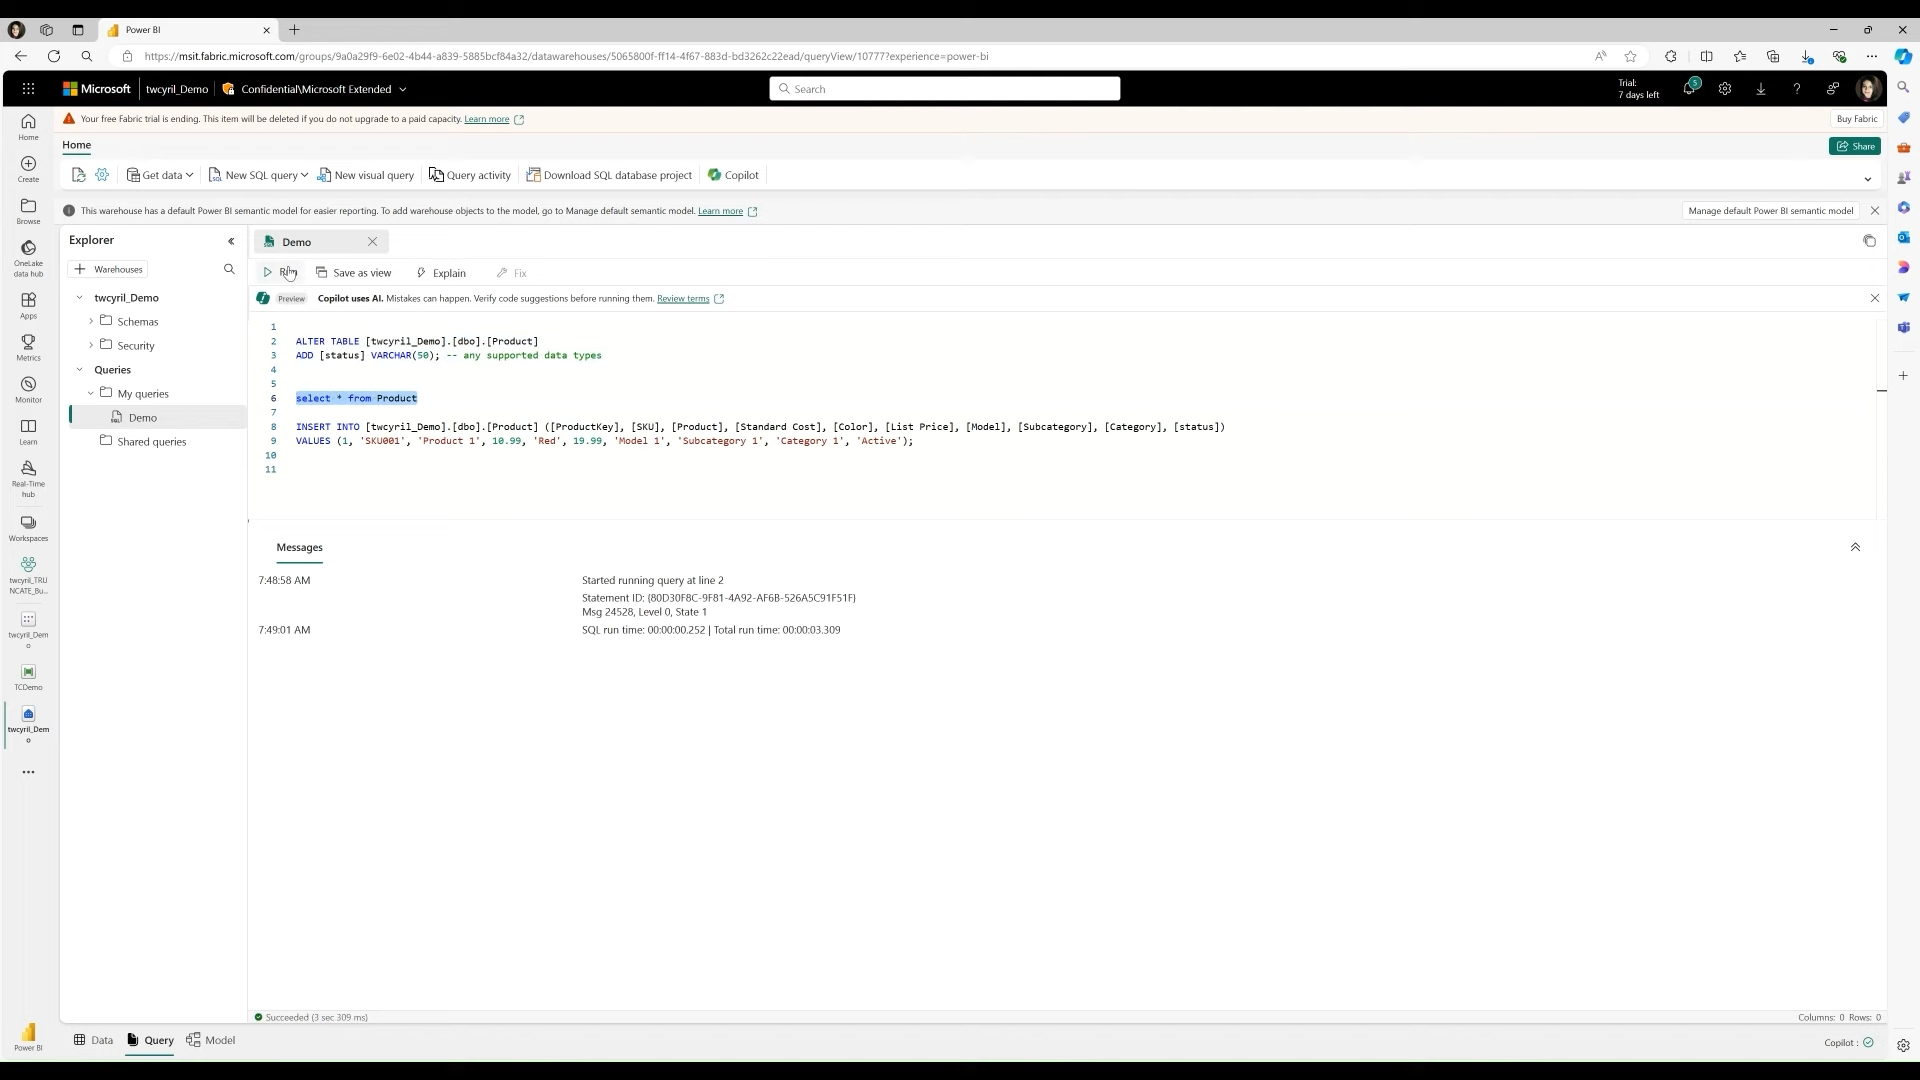 Power BI
https://msit.fabric.microsoft.com/groups/9a0a29f9-6e02-4b44-a839-5885bcf84a32/datawarehouses/5065800f-ff14-4f67-883d-bd3262c22ead/queryView/10777?experience=power-bi
Microsoft twcyril_Demo Confidential\Microsoft Extended
Search
Trial:
7 days left
5
Your free Fabric trial is ending. This item will be deleted if you do not upgrade to a paid capacity. Learn more
Buy Fabric
Home
Share
Get data New SQL query New visual query Query activity Download SQL database project Copilot
This warehouse has a default Power BI semantic model for easier reporting. To add warehouse objects to the model, go to Manage default semantic model. Learn more
Manage default Power BI semantic model
Home
Create
Browse
OneLake
data hub
Apps
Metrics
Monitor
Learn
Real-Time
hub
Workspaces
twcyril_TRU
NCATE_Bu...
twcyril_Dem
o
TCDemo
twcyril_Dem
o
Power BI
Explorer
Warehouses
twcyril_Demo
Schemas
Security
Queries
My queries
Demo
Shared queries
Demo
Run Save as view Explain Fix
Preview Copilot uses AI. Mistakes can happen. Verify code suggestions before running them. Review terms
1
2 ALTER TABLE [twcyril_Demo].[dbo].[Product]
3 ADD [status] VARCHAR(50); -- any supported data types
4
5
6 select * from Product
7
8 INSERT INTO [twcyril_Demo].[dbo].[Product] ([ProductKey], [SKU], [Product], [Standard Cost], [Color], [List Price], [Model], [Subcategory], [Category], [status])
9 VALUES (1, 'SKU001', 'Product 1', 10.99, 'Red', 19.99, 'Model 1', 'Subcategory 1', 'Category 1', 'Active');
10
11
Messages
7:48:58 AM Started running query at line 2
Statement ID: {80D30F8C-9F81-4A92-AF6B-526A5C91F51F}
Msg 24528, Level 0, State 1
7:49:01 AM SQL run time: 00:00:00.252 | Total run time: 00:00:03.309
Succeeded (3 sec 309 ms)
Columns: 0 Rows: 0
Data Query Model
Copilot :